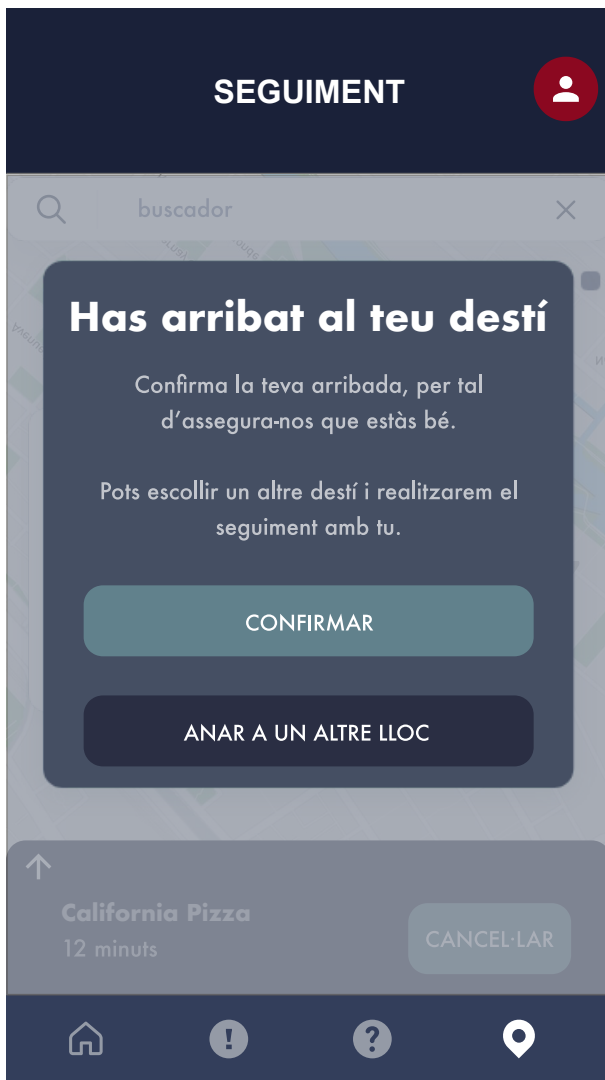 SEGUIMENT
buscador
Has arribat al teu destí
Confirma la teva arribada, per tal
d'assegura-nos que estàs bé.
Pots escollir un altre destí i realitzarem el
seguiment amb tu.
CONFIRMAR
ANAR A UN ALTRE LLOC
California Pizza
12 minuts
CANCEL·LAR